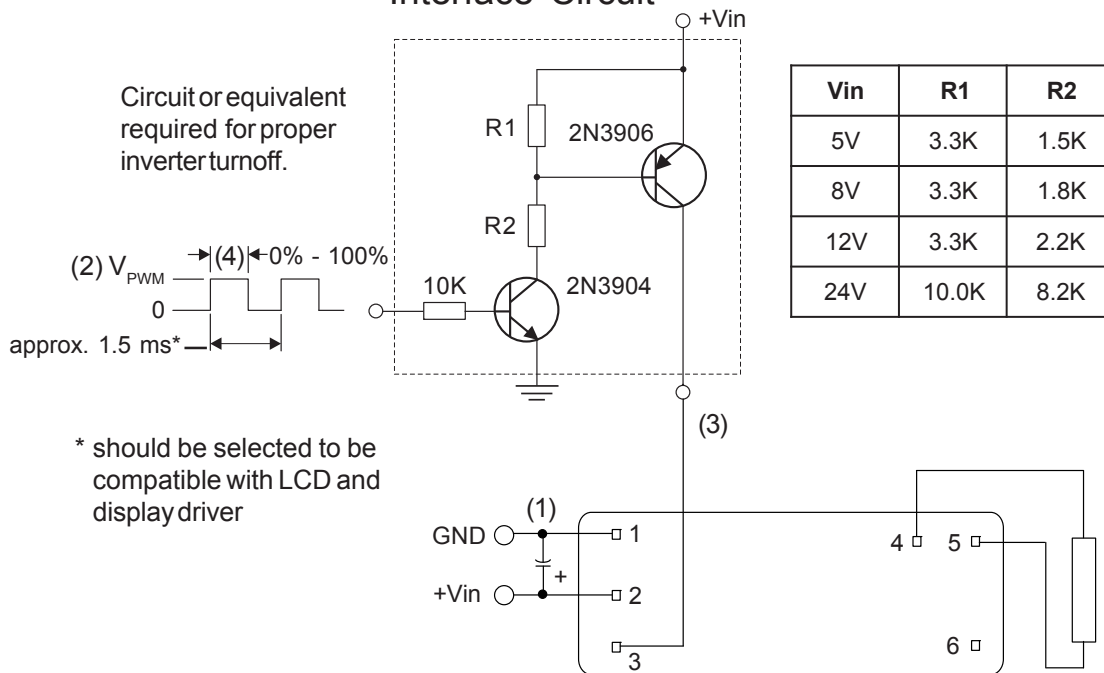 Interface Circuit
+Vin
Circuit or equivalent
required for proper
inverter turnoff.
R1
2N3906
R2
(2) VPWM
(4)
0% - 100%
0
10K
2N3904
approx. 1.5 ms*
(3)
* should be selected to be
compatible with LCD and
display driver
Vin R1 R2
5V 3.3K 1.5K
8V 3.3K 1.8K
12V 3.3K 2.2K
24V 10.0K 8.2K
(1)
GND
+
+Vin
1
2
3
4
5
6